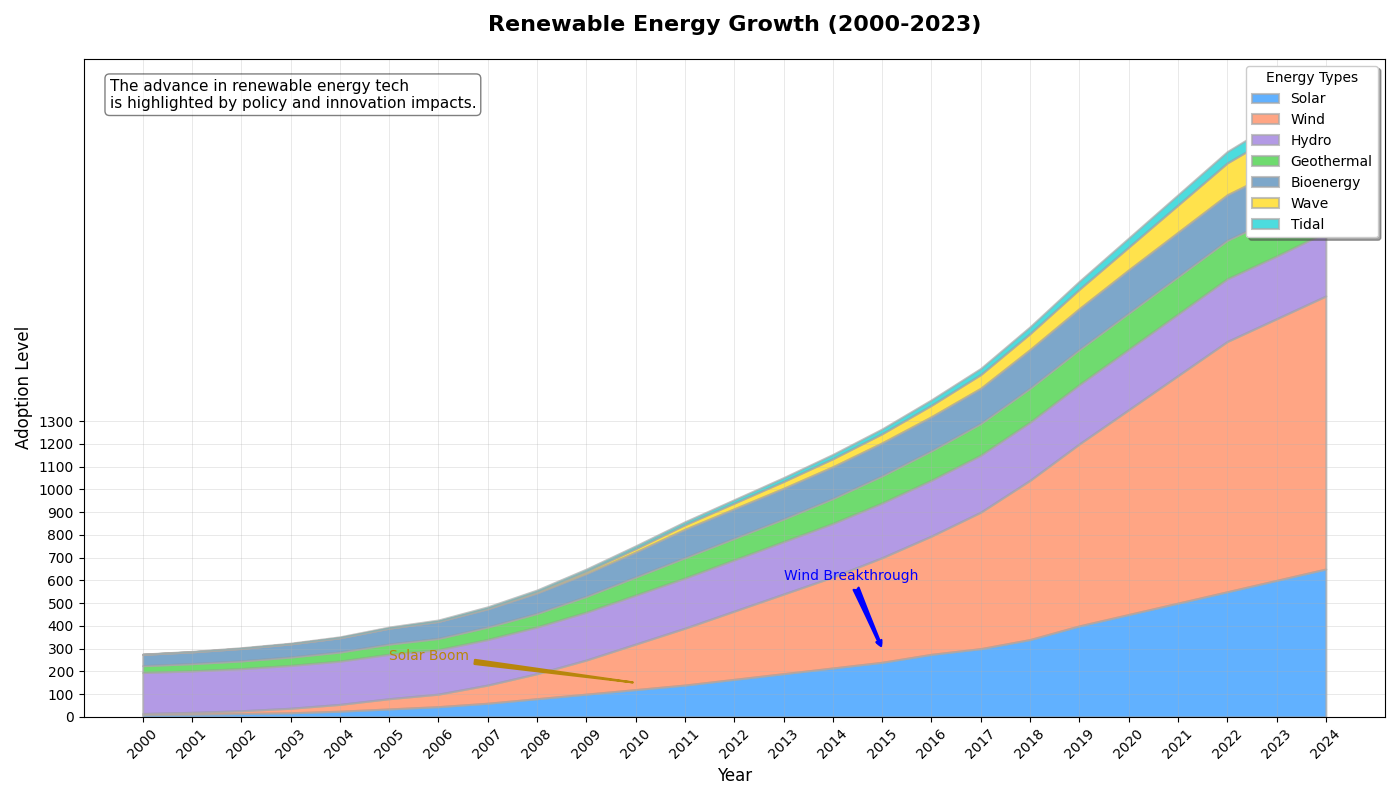 Renewable Energy Growth (2000-2023)
The advance in renewable energy tech
is highlighted by policy and innovation impacts.
Energy Types
Solar
Wind
Hydro
Geothermal
Bioenergy
Wave
Tidal
Adoption Level
1300
1200
1100
1000
900
800
700
600
500
400
300
200
100
0
Wind Breakthrough
Solar Boom
2000
2001
2002
2003
2004
2005
2006
2007
2008
2009
2010
2011
2012
2013
2014
2015
2016
2017
2018
2019
2020
2021
2022
2023
2024
Year